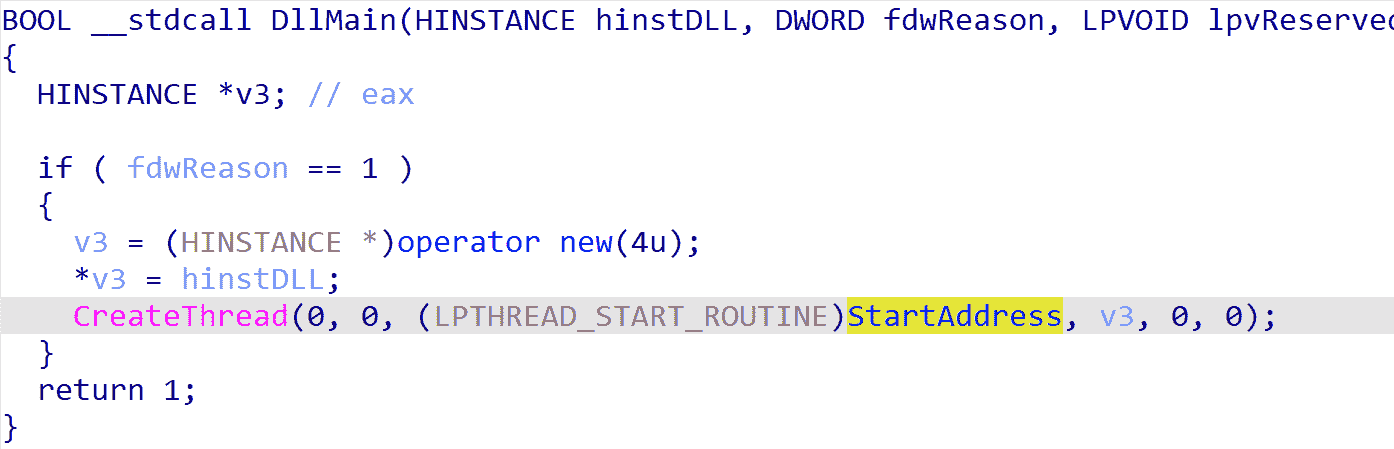 BOOL __stdcall DllMain(HINSTANCE hinstDLL, DWORD fdwReason, LPVOID lpvReserved
{
  HINSTANCE *v3; // eax

  if ( fdwReason == 1 )
  {
    v3 = (HINSTANCE *)operator new(4u);
    *v3 = hinstDLL;
    CreateThread(0, 0, (LPTHREAD_START_ROUTINE)StartAddress, v3, 0, 0);
  }
  return 1;
}